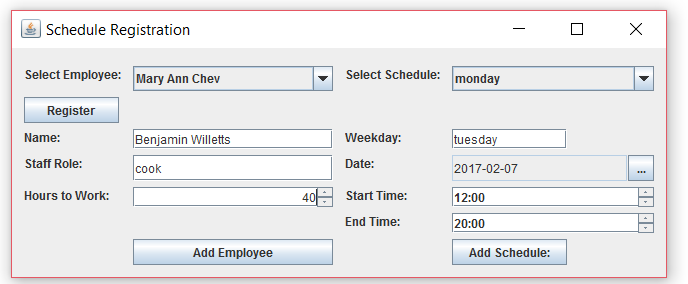 Schedule Registration
Select Employee: Mary Ann Chev Select Schedule: monday
Register
Name: Benjamin Willetts Weekday: tuesday
Staff Role: cook Date: 2017-02-07 ...
Hours to Work: 40 Start Time: 12:00
End Time: 20:00
Add Employee Add Schedule: